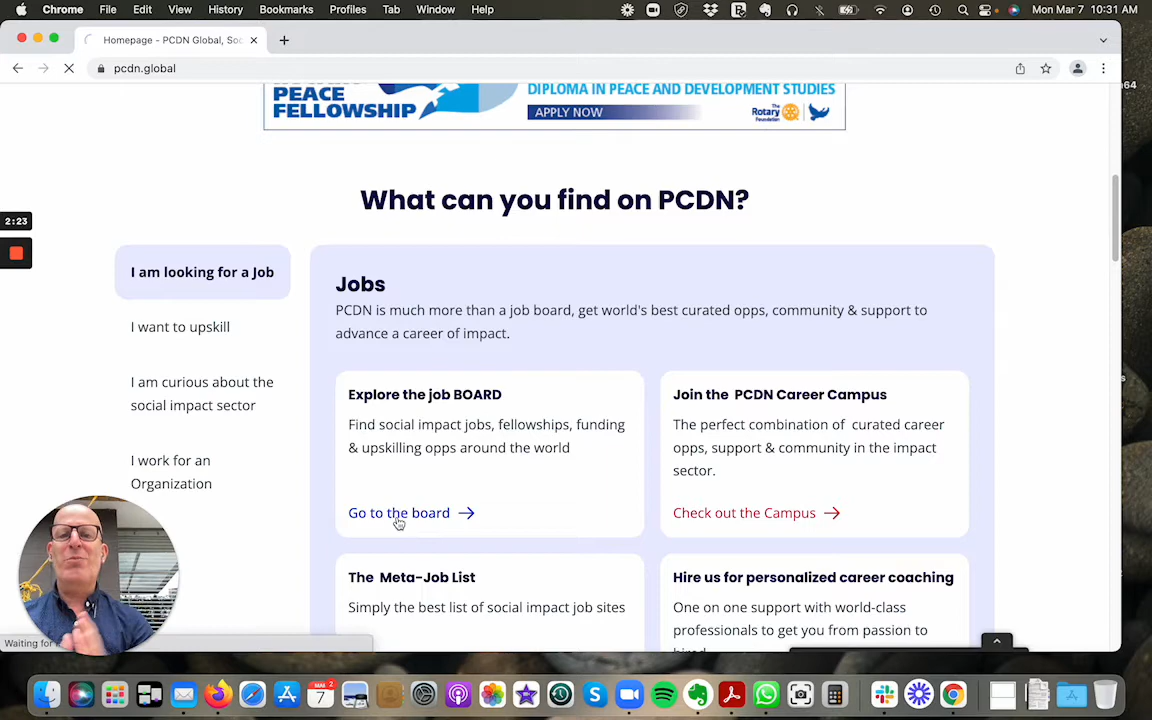 Chrome File Edit View History Bookmarks Profiles Tab Window Help Mon Mar 7 10:31 AM
Homepage - PCDN Global, Soc
pcdn.global
PEACE
FELLOWSHIP
DIPLOMA IN PEACE AND DEVELOPMENT STUDIES
APPLY NOW
The Rotary Foundation
What can you find on PCDN?
2:23
I am looking for a Job
I want to upskill
I am curious about the
social impact sector
I work for an
Organization
Jobs
PCDN is much more than a job board, get world's best curated opps, community & support to
advance a career of impact.
Explore the job BOARD
Find social impact jobs, fellowships, funding
& upskilling opps around the world
Go to the board
Join the PCDN Career Campus
The perfect combination of curated career
opps, support & community in the impact
sector.
Check out the Campus
The Meta-Job List
Simply the best list of social impact job sites
Hire us for personalized career coaching
One on one support with world-class
professionals to get you from passion to
hired
Waiting for